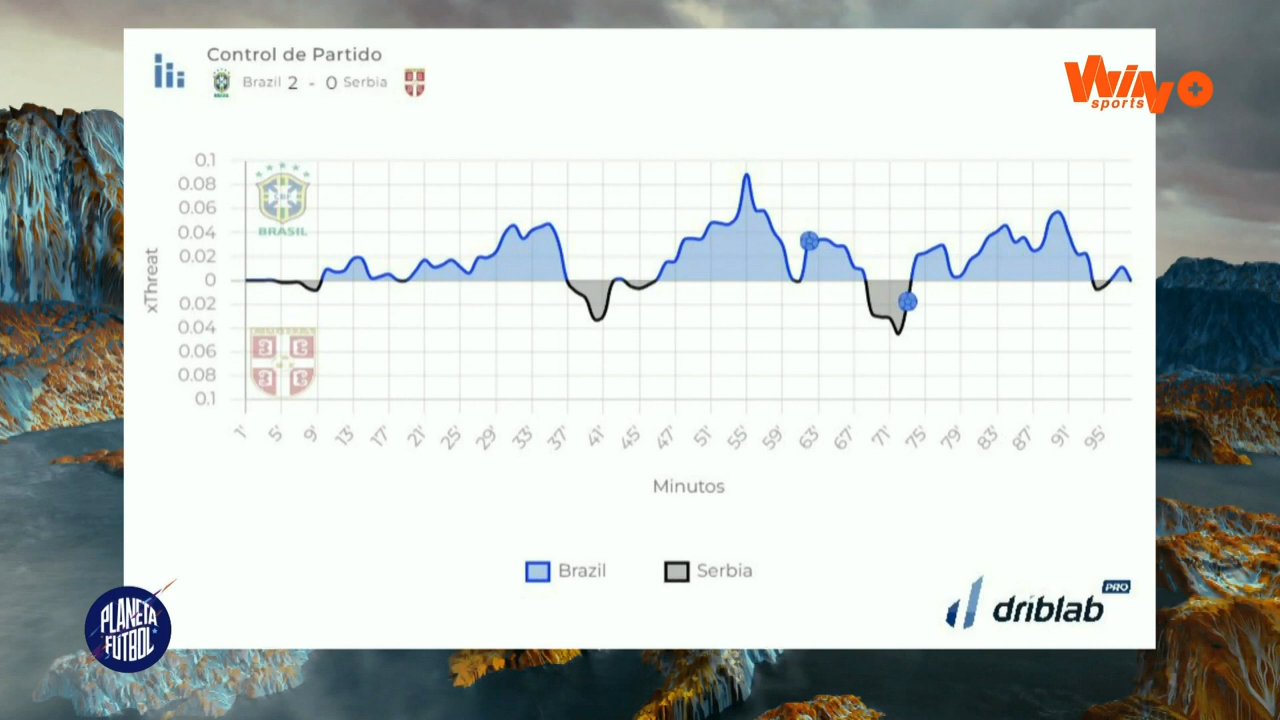 Control de Partido
Brazil 2 - 0 Serbia
WIN
sports
+
0.1
0.08
0.06
0.04
0.02
0
0.02
0.04
0.06
0.08
0.1
BRASIL
xThreat
1' 5' 9' 13' 17' 21' 25' 29' 33' 37' 41' 45' 47' 51' 55' 59' 63' 67' 71' 75' 79' 83' 87' 91' 95'
Minutos
Brazil Serbia
PLANETA
FÚTBOL
driblab PRO